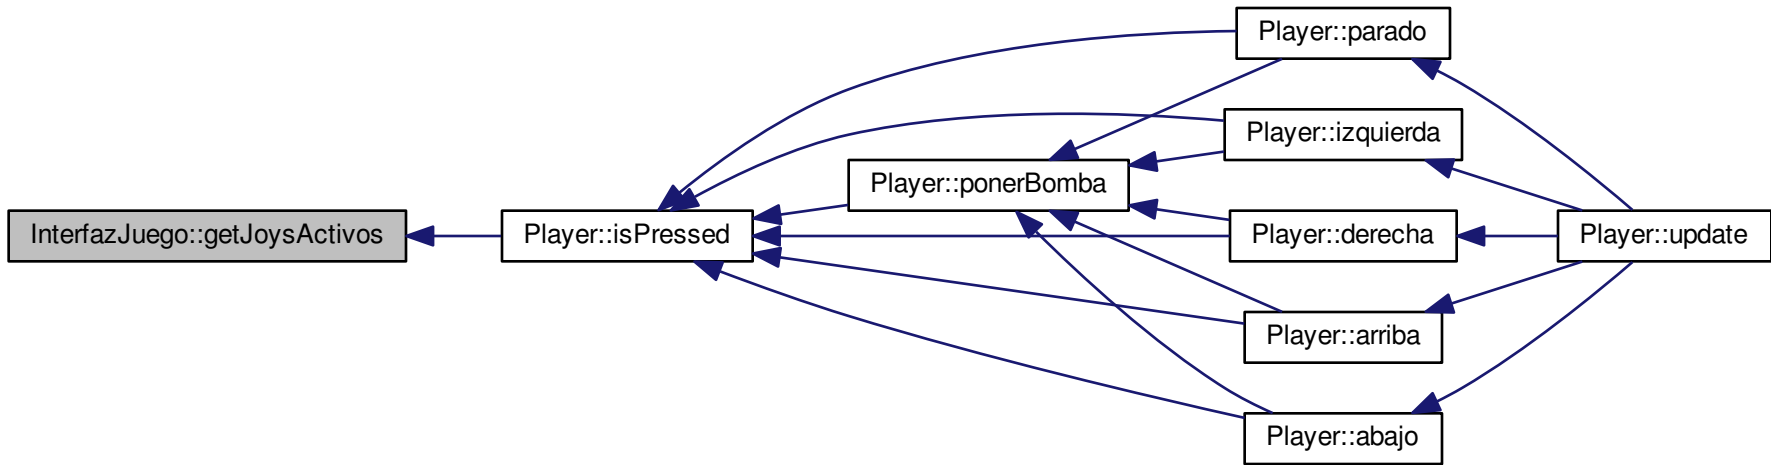 InterfazJuego::getJoysActivos
Player::isPressed
Player::ponerBomba
Player::parado
Player::izquierda
Player::derecha
Player::arriba
Player::abajo
Player::update